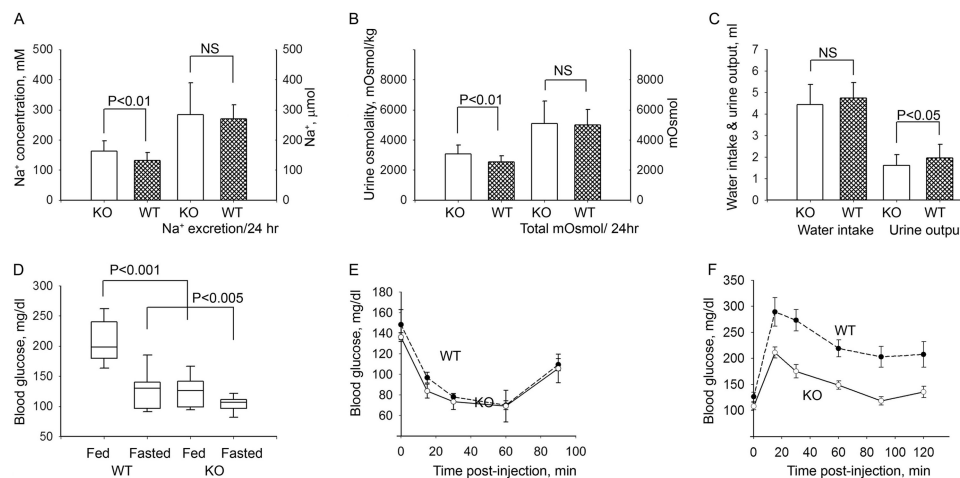 A
Na⁺ concentration, mM
500
400
300
200
100
0
P<0.01
NS
500
400
300
200
100
0
Na⁺, μmol
KO WT KO WT
Na⁺ excretion/24 hr
B
Urine osmolality, mOsmol/kg
8000
6000
4000
2000
0
P<0.01
NS
8000
6000
4000
2000
0
mOsmol
KO WT KO WT
Total mOsmol/ 24hr
C
Water intake & urine output, ml
7
6
5
4
3
2
1
0
NS
P<0.05
KO WT KO WT
Water intake Urine outpu
D
Blood glucose, mg/dl
300
250
200
150
100
50
P<0.001
P<0.005
Fed Fasted Fed Fasted
WT KO
E
Blood glucose, mg/dl
180
160
140
120
100
80
60
WT
KO
0 20 40 60 80 100
Time post-injection, min
F
Blood glucose, mg/dl
350
300
250
200
150
100
WT
KO
0 20 40 60 80 100 120
Time post-injection, min